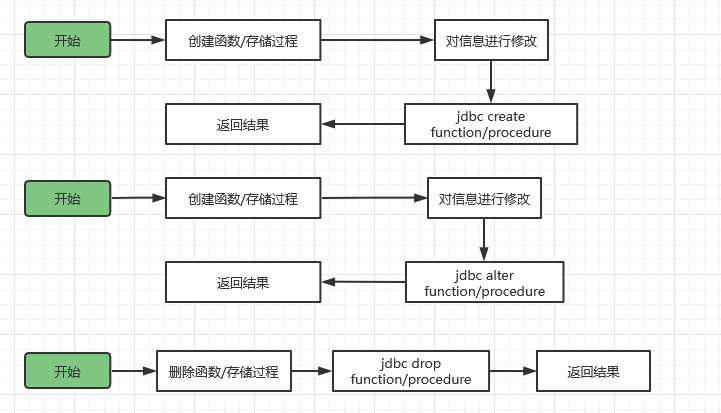 开始
创建函数/存储过程
对信息进行修改
返回结果
jdbc create
function/procedure
开始
创建函数/存储过程
对信息进行修改
返回结果
jdbc alter
function/procedure
开始
删除函数/存储过程
jdbc drop
function/procedure
返回结果